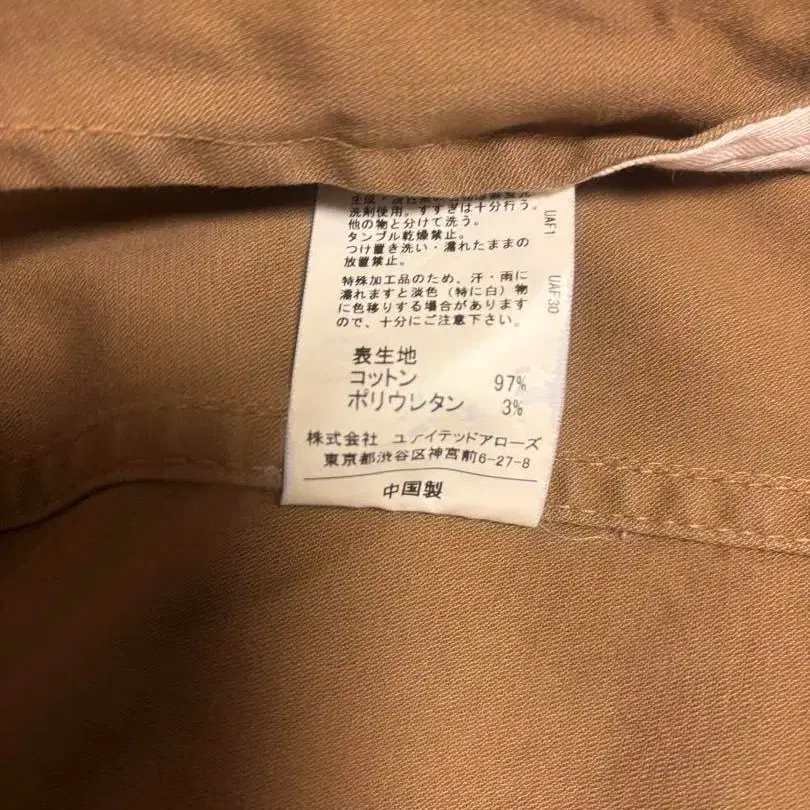 洗剤使用。すすぎは十分行う。
他の物と分けて洗う。
タンブル乾燥禁止。
つけ置き洗い・濡れたままの
放置禁止。
特殊加工品のため、汗・雨に
濡れますと淡色（特に白）物
に色移りする場合があります
ので、十分にご注意下さい。
表生地
コットン 97%
ポリウレタン 3%
株式会社 ユナイテッドアローズ
東京都渋谷区神宮前6-27-8
中国製
UAF1 UAF30